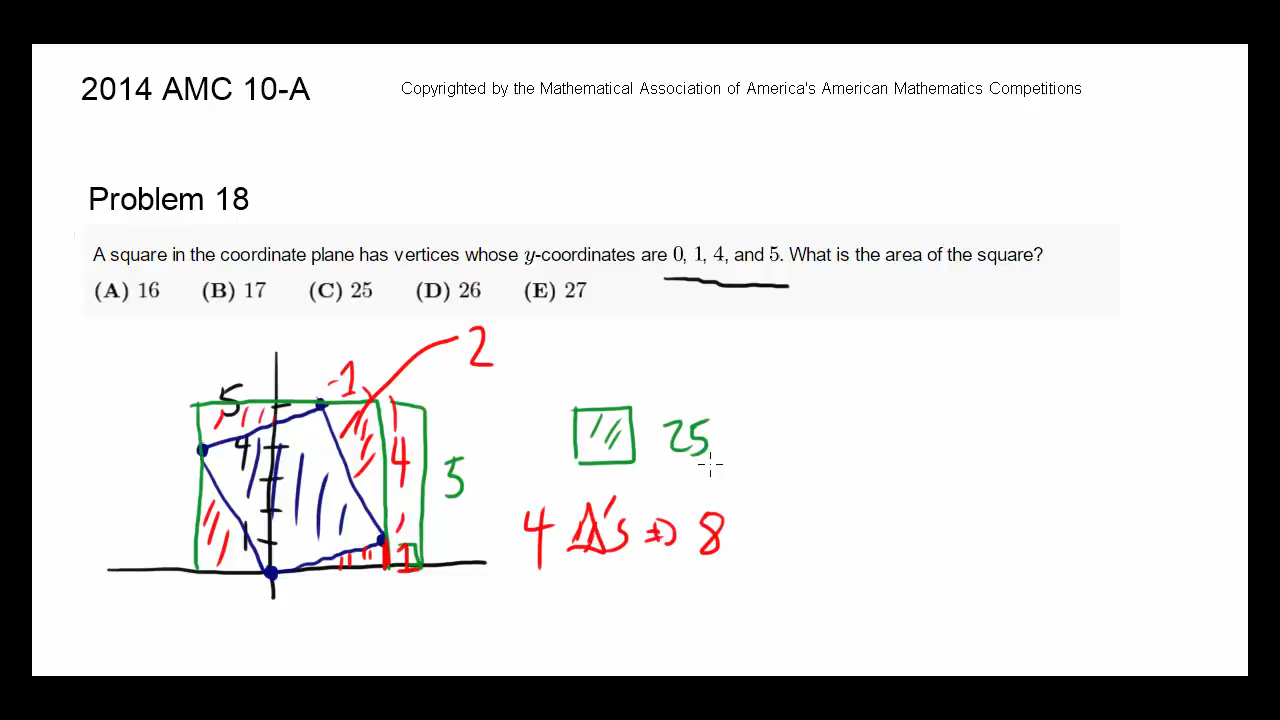 2014 AMC 10-A
Copyrighted by the Mathematical Association of America's American Mathematics Competitions
Problem 18
A square in the coordinate plane has vertices whose y-coordinates are 0, 1, 4, and 5. What is the area of the square?
(A) 16 (B) 17 (C) 25 (D) 26 (E) 27
2
5 -1
4 4 5
1 1
25
4 Δ's => 8